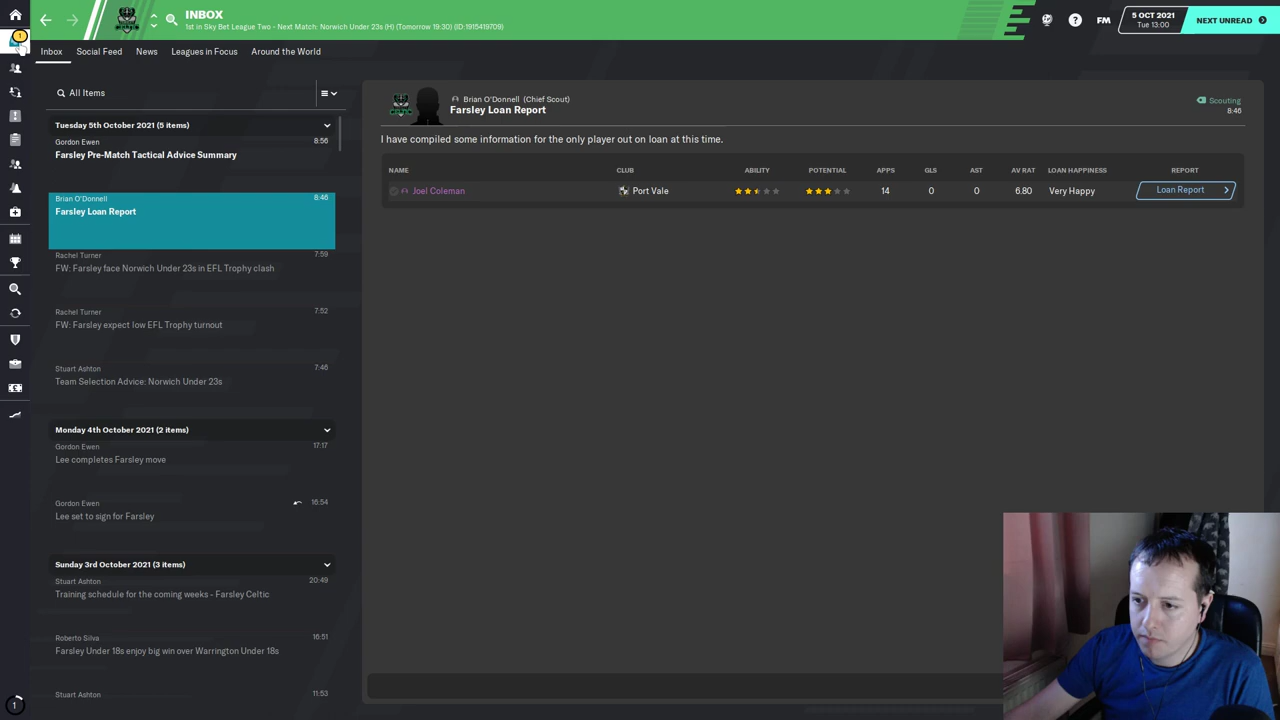 INBOX
1st in Sky Bet League Two - Next Match: Norwich Under 23s (H) (Tomorrow 19:30) (ID:1915419709)
FM
5 OCT 2021
Tue 13:00
NEXT UNREAD
1
Inbox
Social Feed
News
Leagues in Focus
Around the World
All Items
Tuesday 5th October 2021 (5 items)
Gordon Ewen 8:56
Farsley Pre-Match Tactical Advice Summary
Brian O'Donnell 8:46
Farsley Loan Report
Rachel Turner 7:59
FW: Farsley face Norwich Under 23s in EFL Trophy clash
Rachel Turner 7:52
FW: Farsley expect low EFL Trophy turnout
Stuart Ashton 7:46
Team Selection Advice: Norwich Under 23s
Monday 4th October 2021 (2 items)
Gordon Ewen 17:17
Lee completes Farsley move
Gordon Ewen 16:54
Lee set to sign for Farsley
Sunday 3rd October 2021 (3 items)
Stuart Ashton 20:49
Training schedule for the coming weeks - Farsley Celtic
Roberto Silva 16:51
Farsley Under 18s enjoy big win over Warrington Under 18s
Stuart Ashton 11:53
1
Brian O'Donnell (Chief Scout)
Farsley Loan Report
Scouting
8:46
I have compiled some information for the only player out on loan at this time.
NAME CLUB ABILITY POTENTIAL APPS GLS AST AV RAT LOAN HAPPINESS REPORT
Joel Coleman Port Vale 14 0 0 6.80 Very Happy Loan Report